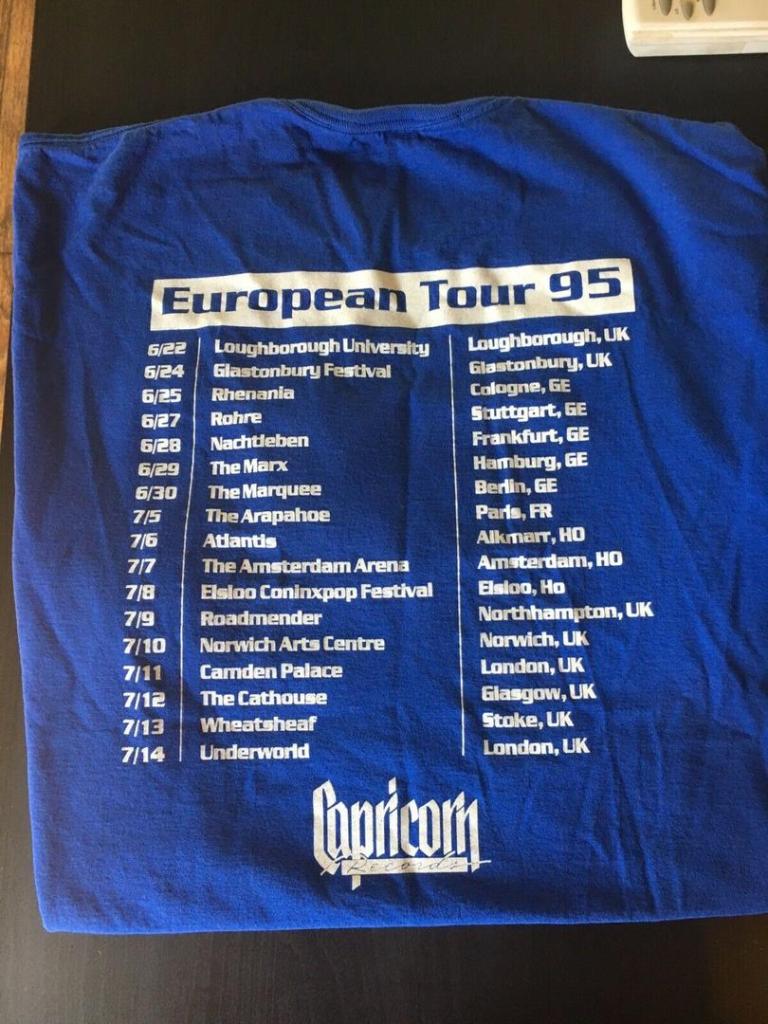 European Tour 95
6/22 Loughborough University Loughborough, UK
6/24 Glastonbury Festival Glastonbury, UK
6/25 Rhenania Cologne, GE
6/27 Rohre Stuttgart, GE
6/28 Nachtleben Frankfurt, GE
6/29 The Marx Hamburg, GE
6/30 The Marquee Berlin, GE
7/5 The Arapahoe Paris, FR
7/6 Atlantis Alkmarr, HO
7/7 The Amsterdam Arena Amsterdam, HO
7/8 Elsloo Coninxpop Festival Elsloo, Ho
7/9 Roadmender Northhampton, UK
7/10 Norwich Arts Centre Norwich, UK
7/11 Camden Palace London, UK
7/12 The Cathouse Glasgow, UK
7/13 Wheatsheaf Stoke, UK
7/14 Underworld London, UK
Capricorn
Records